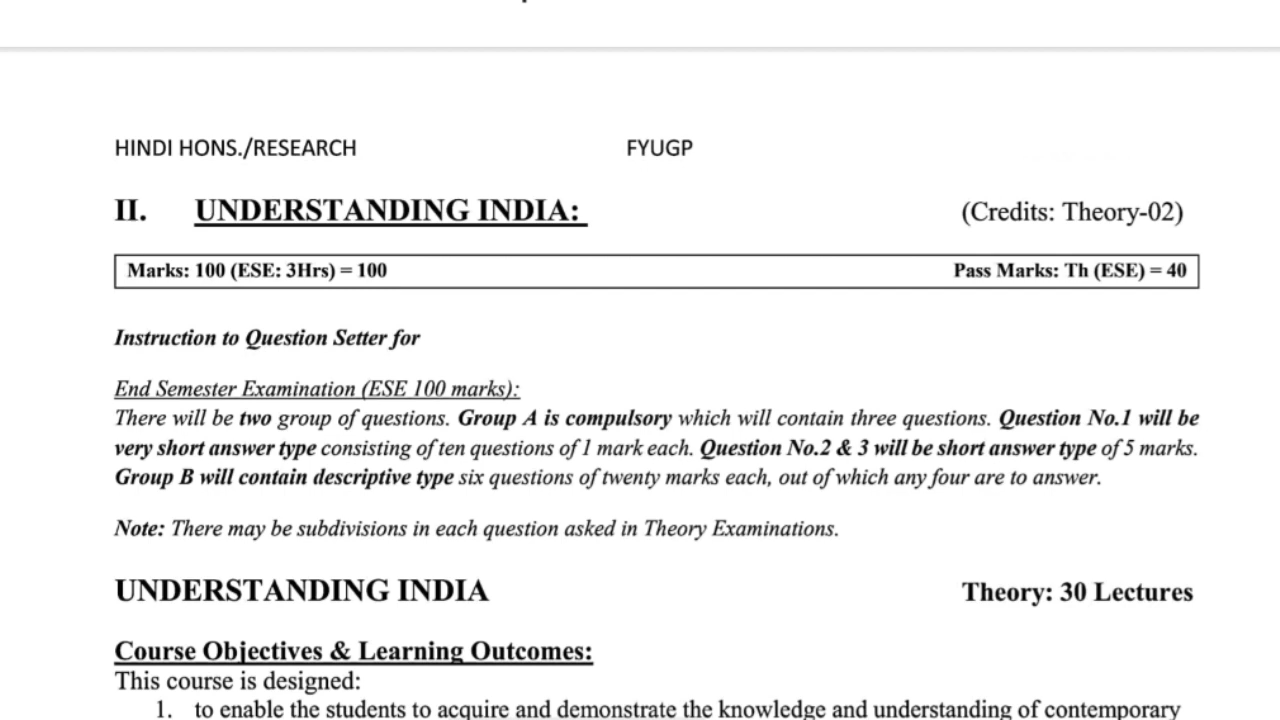 HINDI HONS./RESEARCH FYUGP
II. UNDERSTANDING INDIA: (Credits: Theory-02)
Marks: 100 (ESE: 3Hrs) = 100 Pass Marks: Th (ESE) = 40
Instruction to Question Setter for
End Semester Examination (ESE 100 marks):
There will be two group of questions. Group A is compulsory which will contain three questions. Question No.1 will be
very short answer type consisting of ten questions of 1 mark each. Question No.2 & 3 will be short answer type of 5 marks.
Group B will contain descriptive type six questions of twenty marks each, out of which any four are to answer.
Note: There may be subdivisions in each question asked in Theory Examinations.
UNDERSTANDING INDIA Theory: 30 Lectures
Course Objectives & Learning Outcomes:
This course is designed:
1. to enable the students to acquire and demonstrate the knowledge and understanding of contemporary